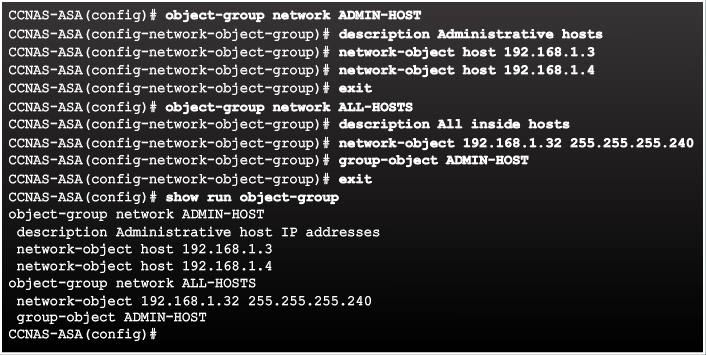 CCNAS-ASA(config)# object-group network ADMIN-HOST
CCNAS-ASA(config-network-object-group)# description Administrative hosts
CCNAS-ASA(config-network-object-group)# network-object host 192.168.1.3
CCNAS-ASA(config-network-object-group)# network-object host 192.168.1.4
CCNAS-ASA(config-network-object-group)# exit
CCNAS-ASA(config)# object-group network ALL-HOSTS
CCNAS-ASA(config-network-object-group)# description All inside hosts
CCNAS-ASA(config-network-object-group)# network-object 192.168.1.32 255.255.255.240
CCNAS-ASA(config-network-object-group)# group-object ADMIN-HOST
CCNAS-ASA(config-network-object-group)# exit
CCNAS-ASA(config)# show run object-group
object-group network ADMIN-HOST
 description Administrative host IP addresses
 network-object host 192.168.1.3
 network-object host 192.168.1.4
object-group network ALL-HOSTS
 network-object 192.168.1.32 255.255.255.240
 group-object ADMIN-HOST
CCNAS-ASA(config)#